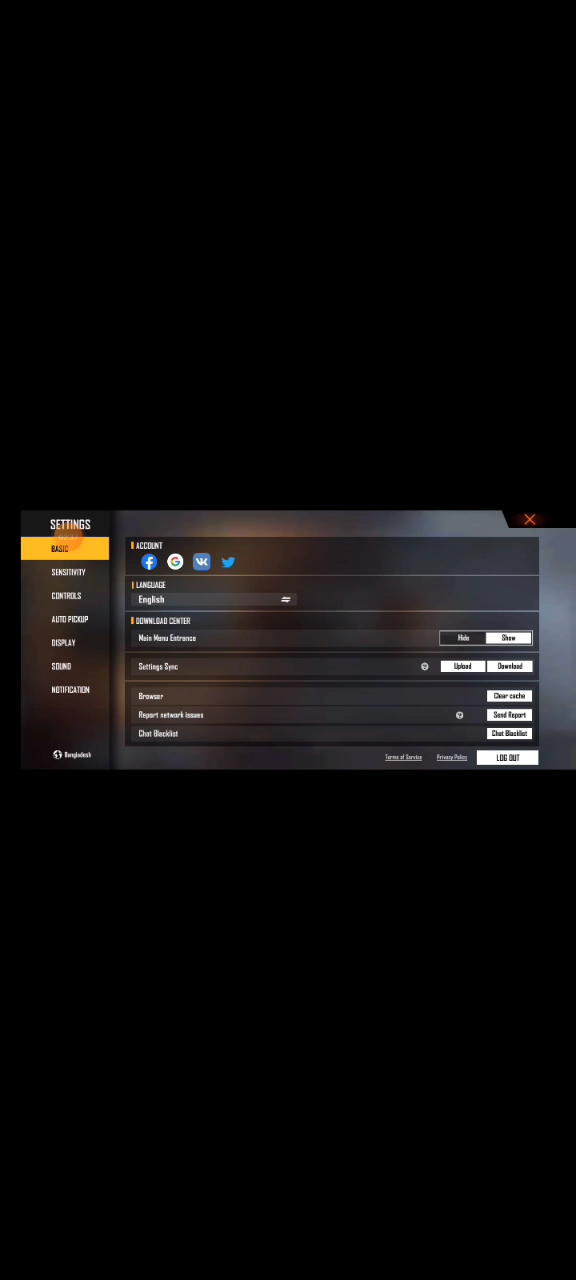 SETTINGS
02:37
BASIC
SENSITIVITY
CONTROLS
AUTO PICKUP
DISPLAY
SOUND
NOTIFICATION
Bangladesh
ACCOUNT
LANGUAGE
English
DOWNLOAD CENTER
Main Menu Entrance Hide Show
Settings Sync ? Upload Download
Browser Clear cache
Report network issues ? Send Report
Chat Blacklist Chat Blacklist
Terms of Service Privacy Policy LOG OUT